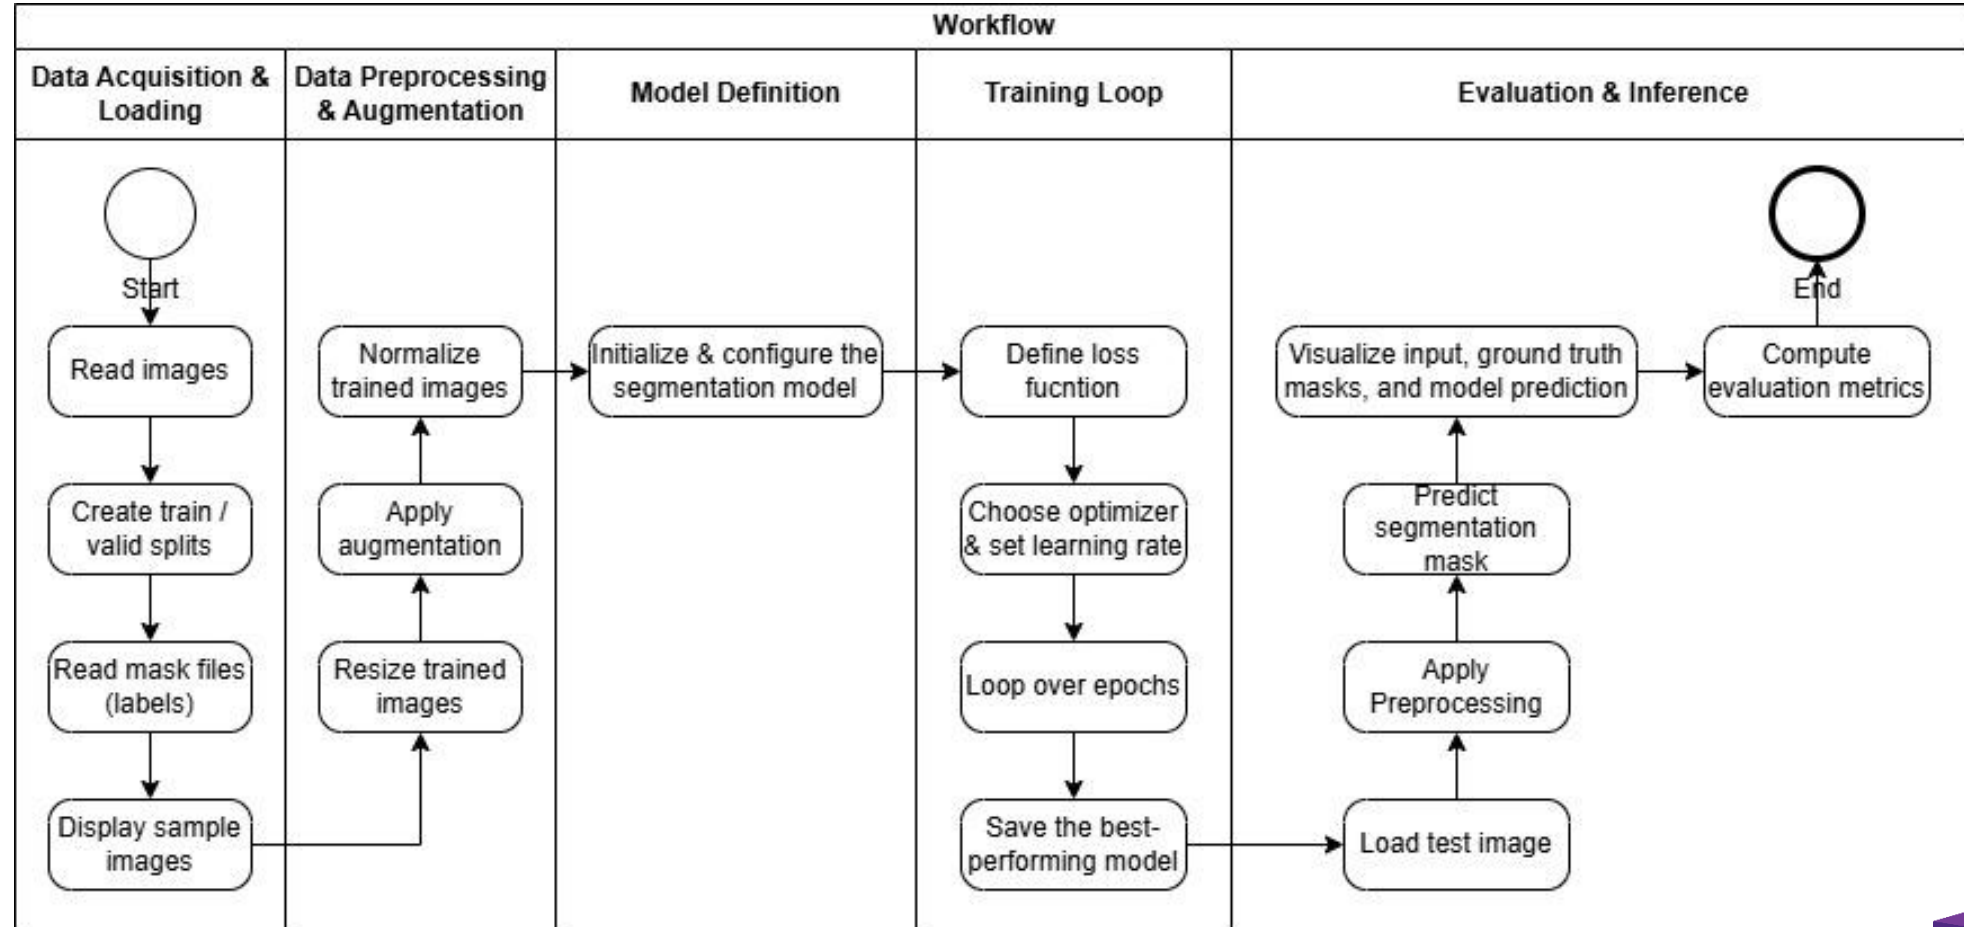 Workflow
Data Acquisition &
Loading
Data Preprocessing
& Augmentation
Model Definition
Training Loop
Evaluation & Inference
Start
Read images
Create train /
valid splits
Read mask files
(labels)
Display sample
images
Resize trained
images
Apply
augmentation
Normalize
trained images
Initialize & configure the
segmentation model
Define loss
fucntion
Choose optimizer
& set learning rate
Loop over epochs
Save the best-
performing model
Load test image
Apply
Preprocessing
Predict
segmentation
mask
Visualize input, ground truth
masks, and model prediction
Compute
evaluation metrics
End